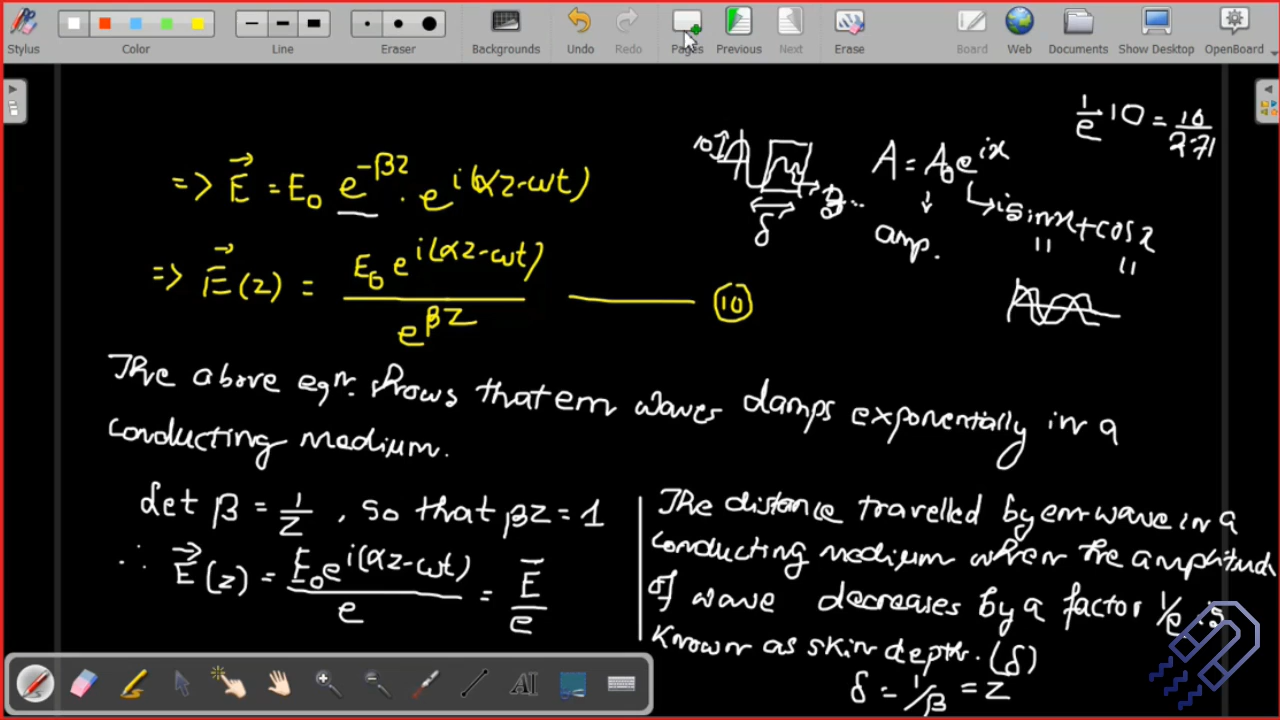 Stylus Color Line Eraser Backgrounds Undo Redo Pages Previous Next Erase Board Web Documents Show Desktop OpenBoard
1/e 10 = 10/2.71
=> E⃗ = E₀ e^(-βz) · e^(i(αz-ωt))
A = A₀e^(ix)
isinx+cosx
amp.
δ
=> E⃗(z) = E₀ e^(i(αz-ωt)) / e^(βz) ——— (10)
The above eqn. shows that em waves damps exponentially in a
conducting medium.
Let β = 1/z , so that βz = 1
∴ E⃗(z) = E₀e^(i(αz-ωt)) / e = E̅/e
The distance travelled by em wave in a
conducting medium when the amplitude
of wave decreases by a factor 1/e is
known as skin depth. (δ)
δ = 1/β = z